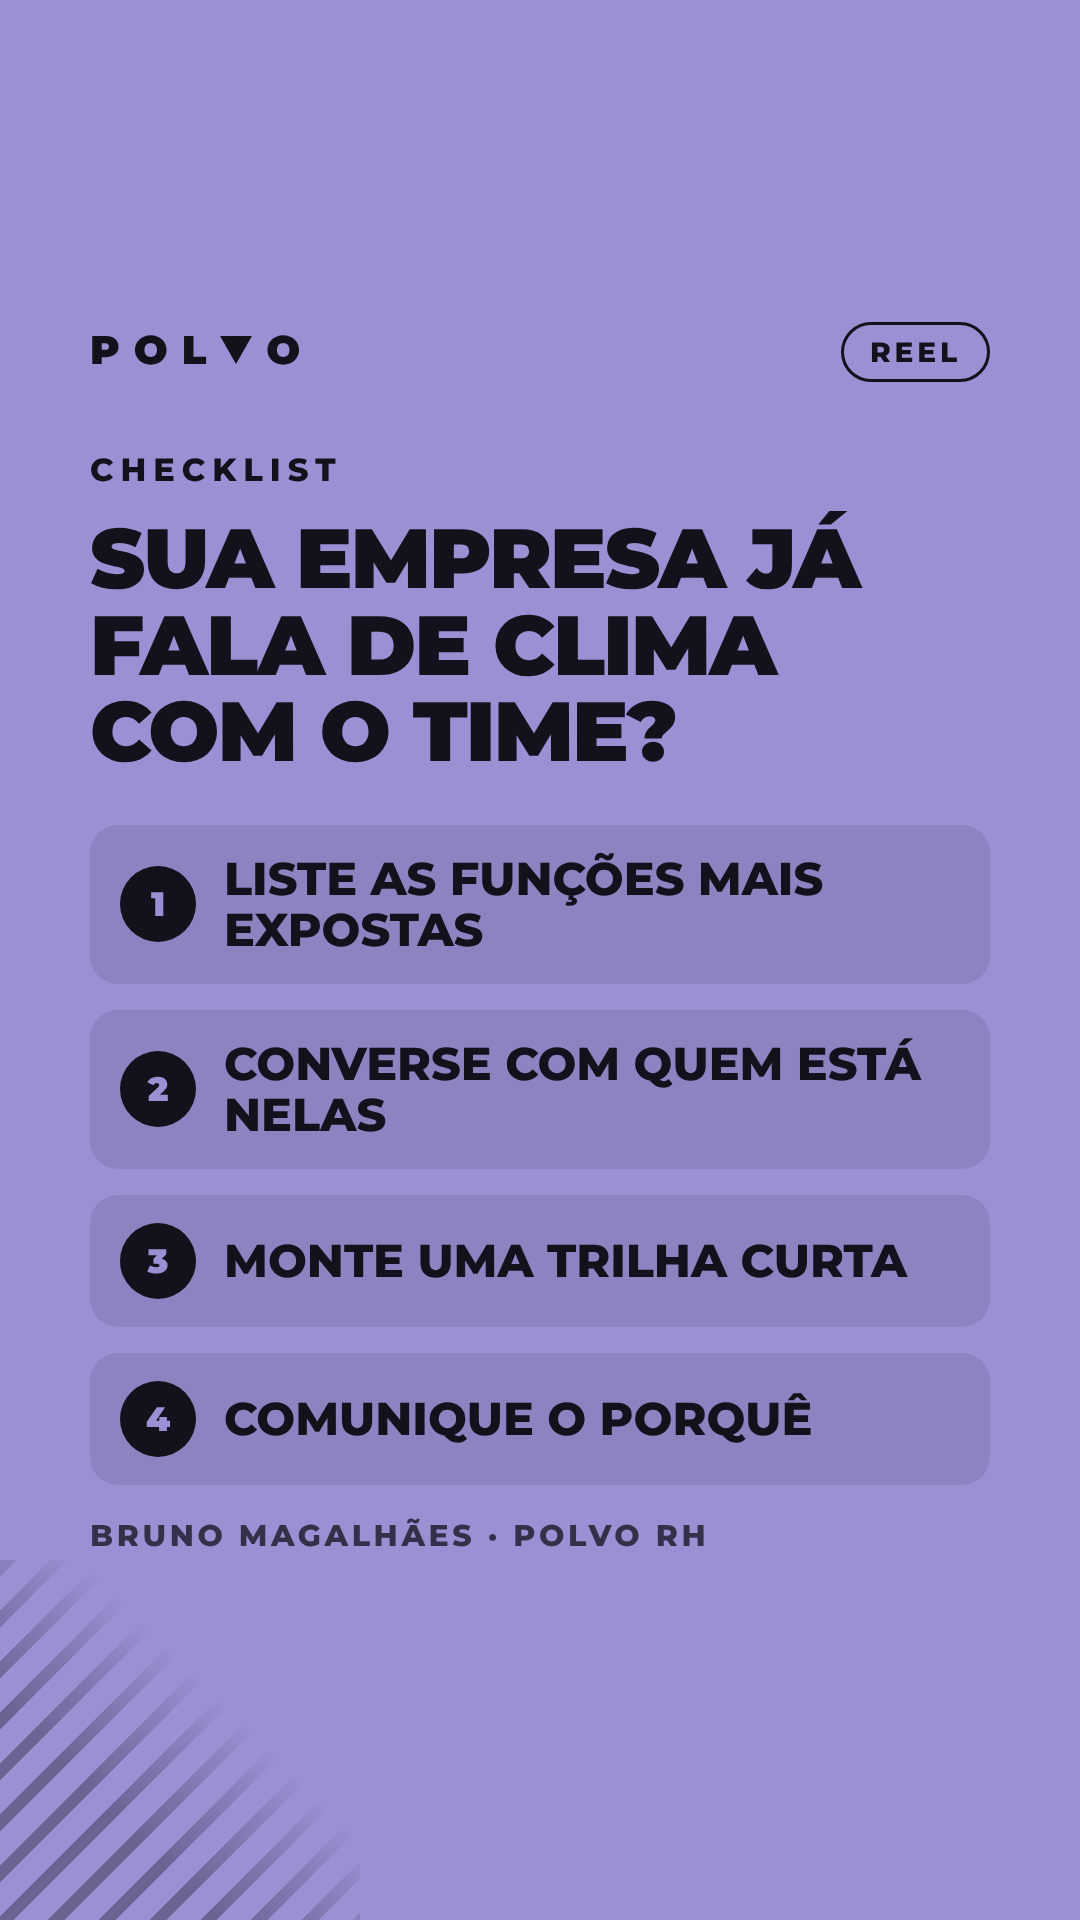 POLVO
REEL
CHECKLIST
SUA EMPRESA JÁ
FALA DE CLIMA
COM O TIME?
1
LISTE AS FUNÇÕES MAIS
EXPOSTAS
2
CONVERSE COM QUEM ESTÁ
NELAS
3
MONTE UMA TRILHA CURTA
4
COMUNIQUE O PORQUÊ
BRUNO MAGALHÃES • POLVO RH